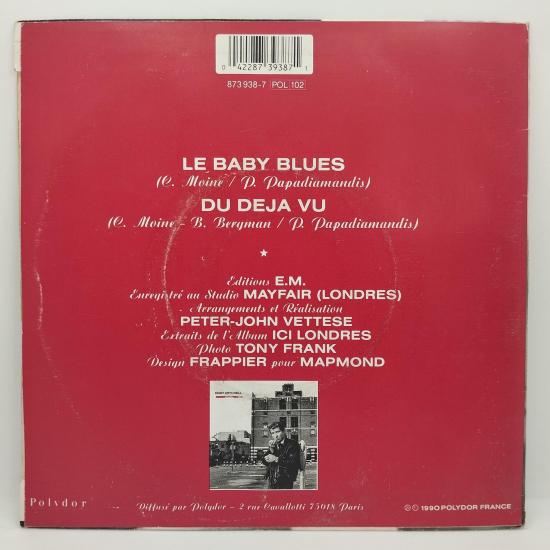 0 42287 39387 1
873 938-7 POL 102
LE BABY BLUES
(C. Moine / P. Papadiamandis)
DU DEJA VU
(C. Moine - B. Bergman / P. Papadiamandis)
Editions E.M.
Enregistré au Studio MAYFAIR (LONDRES)
Arrangements et Réalisation
PETER-JOHN VETTESE
Extraits de l'Album ICI LONDRES
Photo TONY FRANK
Design FRAPPIER pour MAPMOND
EDDY MITCHELL
Polydor
Diffusé par Polydor - 2 rue Cavallotti 75018 Paris
℗ © 1990 POLYDOR FRANCE